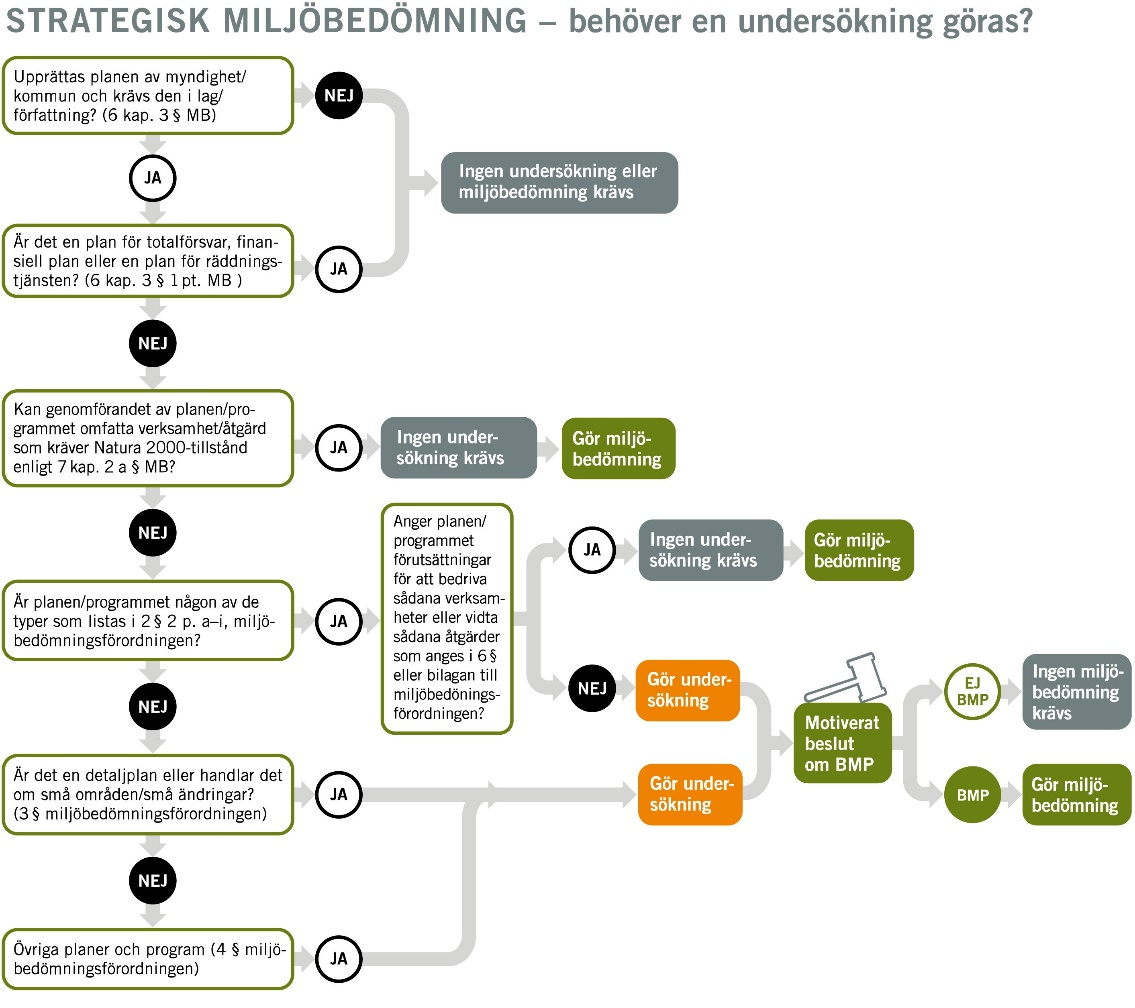 STRATEGISK MILJÖBEDÖMNING – behöver en undersökning göras?
Upprättas planen av myndighet/
kommun och krävs den i lag/
författning? (6 kap. 3 § MB)
NEJ
JA
Ingen undersökning eller
miljöbedömning krävs
Är det en plan för totalförsvar, finan-
siell plan eller en plan för räddnings-
tjänsten? (6 kap. 3 § 1 pt. MB )
JA
NEJ
Kan genomförandet av planen/pro-
grammet omfatta verksamhet/åtgärd
som kräver Natura 2000-tillstånd
enligt 7 kap. 2 a § MB?
JA
Ingen under-
sökning krävs
Gör miljö-
bedömning
NEJ
Är planen/programmet någon av de
typer som listas i 2 § 2 p. a–i, miljö-
bedömningsförordningen?
JA
Anger planen/
programmet
förutsättningar
för att bedriva
sådana verksam-
heter eller vidta
sådana åtgärder
som anges i 6 §
eller bilagan till
miljöbedönings-
förordningen?
JA
Ingen under-
sökning krävs
Gör miljö-
bedömning
NEJ
Gör under-
sökning
Motiverat
beslut
om BMP
EJ
BMP
Ingen miljö-
bedömning
krävs
BMP
Gör miljö-
bedömning
NEJ
Är det en detaljplan eller handlar det
om små områden/små ändringar?
(3 § miljöbedömningsförordningen)
JA
Gör under-
sökning
NEJ
Övriga planer och program (4 § miljö-
bedömningsförordningen)
JA